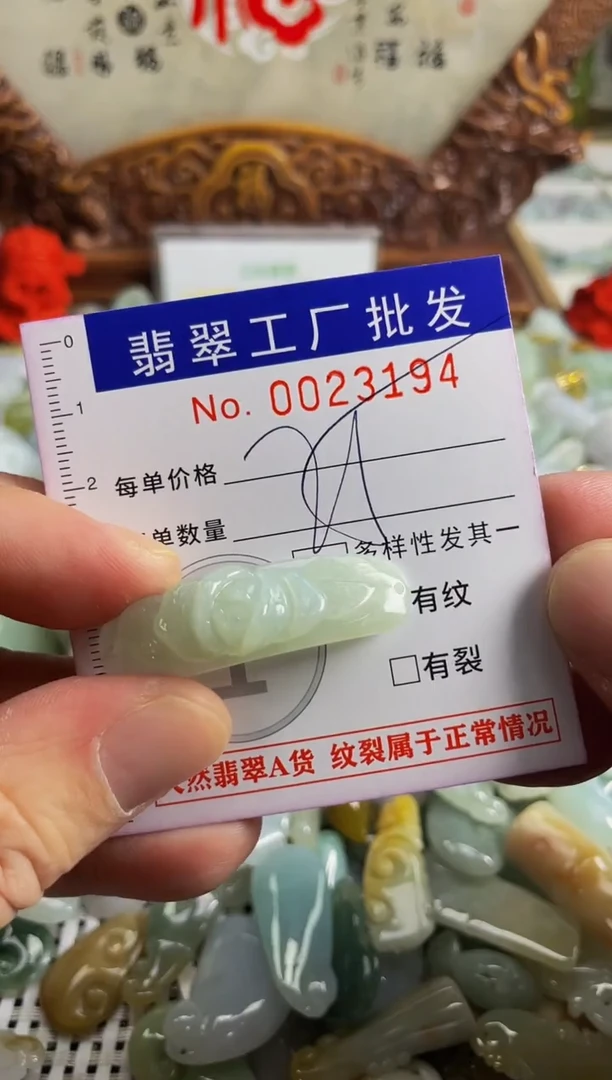 福
翡翠工厂批发
No. 0023194
0
1
2
每单价格
单数量
多样性发其一
有纹
有裂
然翡翠A货 纹裂属于正常情况